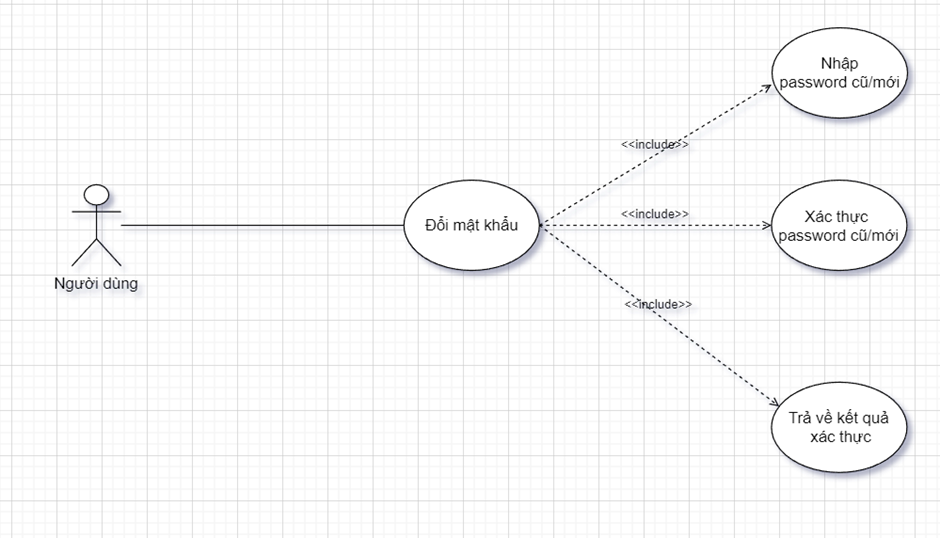 Nhập
password cũ/mới
<<include>>
<<include>>
Xác thực
password cũ/mới
Đổi mật khẩu
Người dùng
<<include>>
Trả về kết quả
xác thực